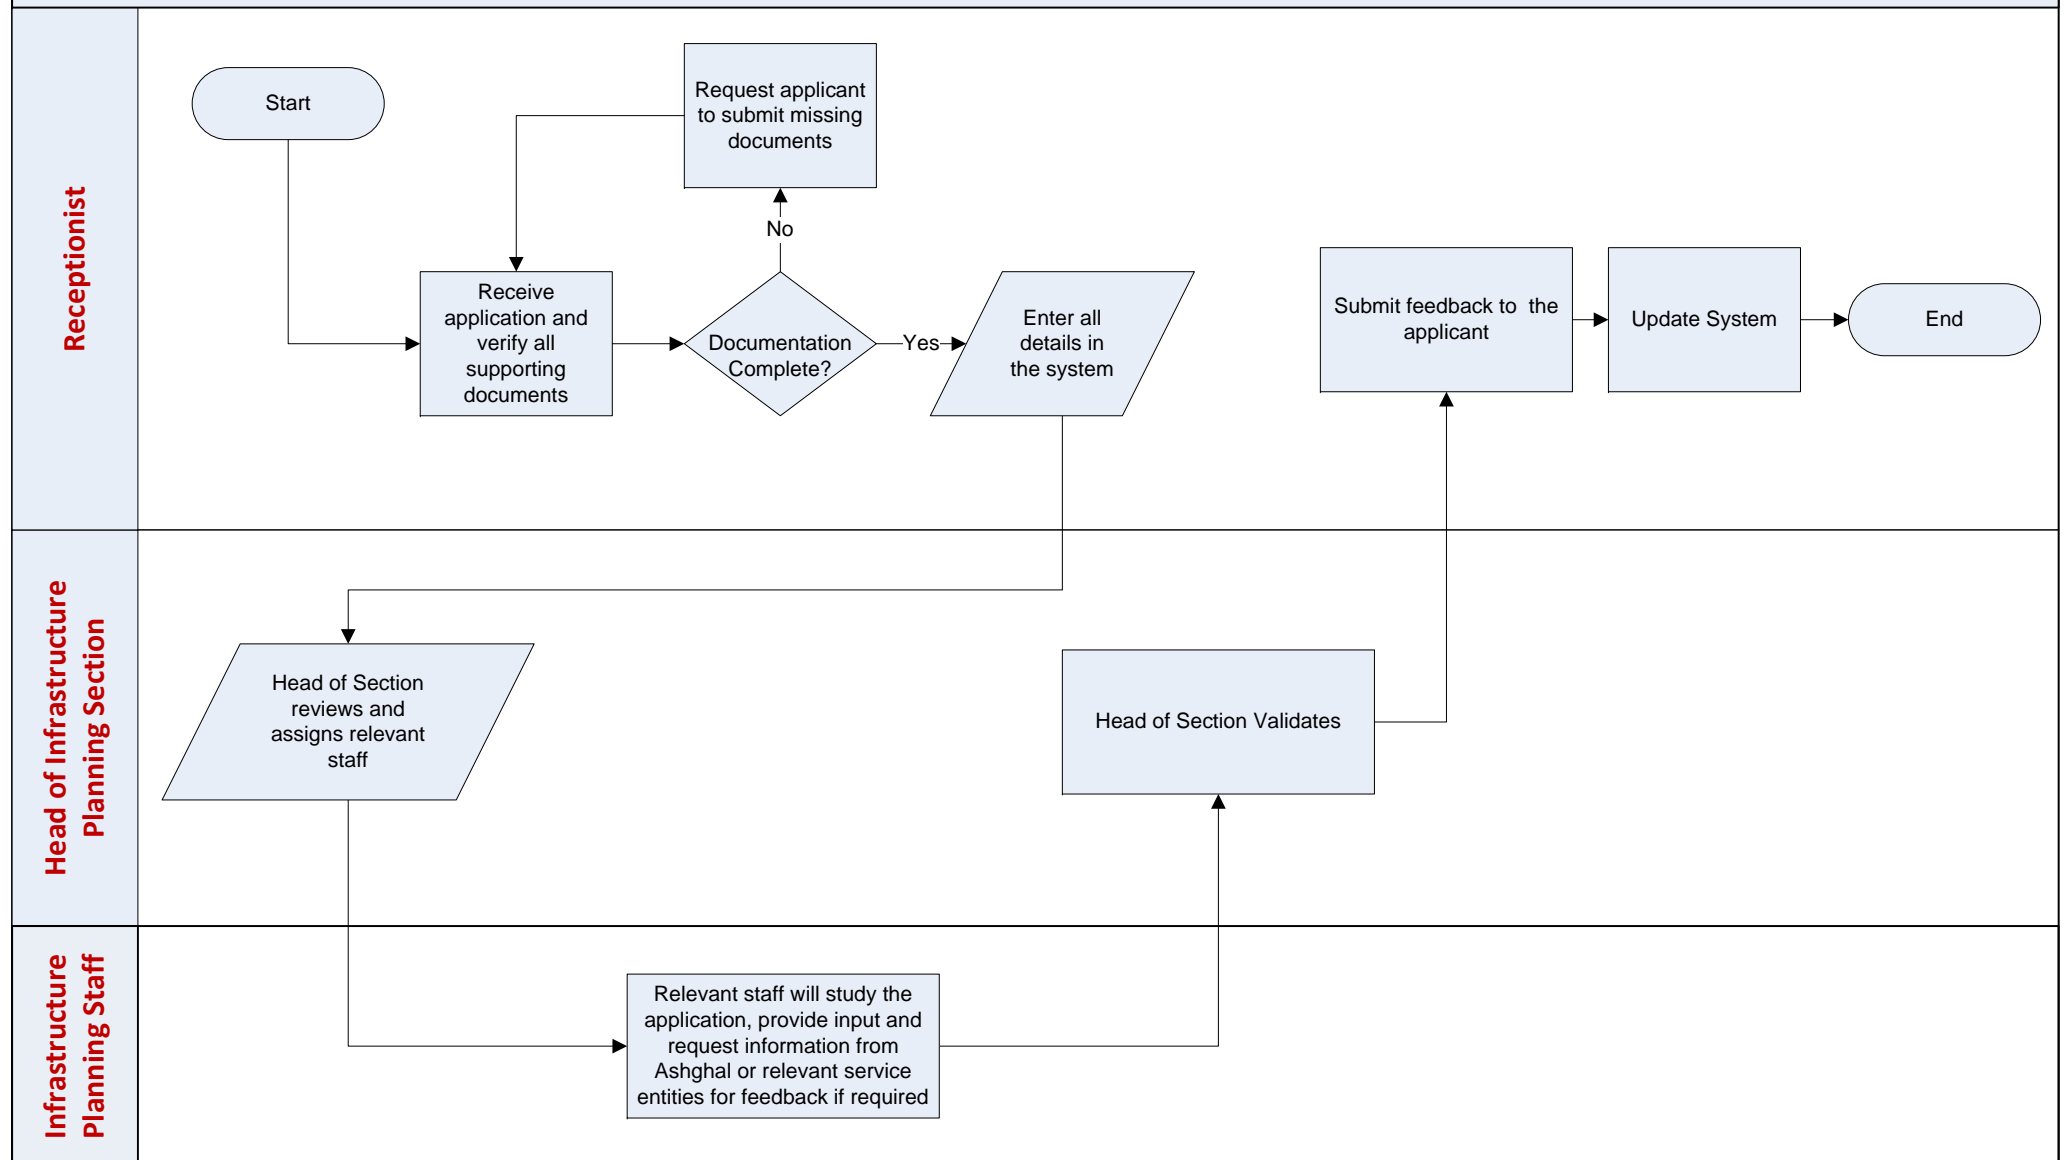 Receptionist
Start
Request applicant
to submit missing
documents
No
Receive
application and
verify all
supporting
documents
Documentation
Complete?
Yes
Enter all
details in
the system
Submit feedback to  the
applicant
Update System
End
Head of Infrastructure
Planning Section
Head of Section
reviews and
assigns relevant
staff
Head of Section Validates
Infrastructure
Planning Staff
Relevant staff will study the
application, provide input and
request information from
Ashghal or relevant service
entities for feedback if required